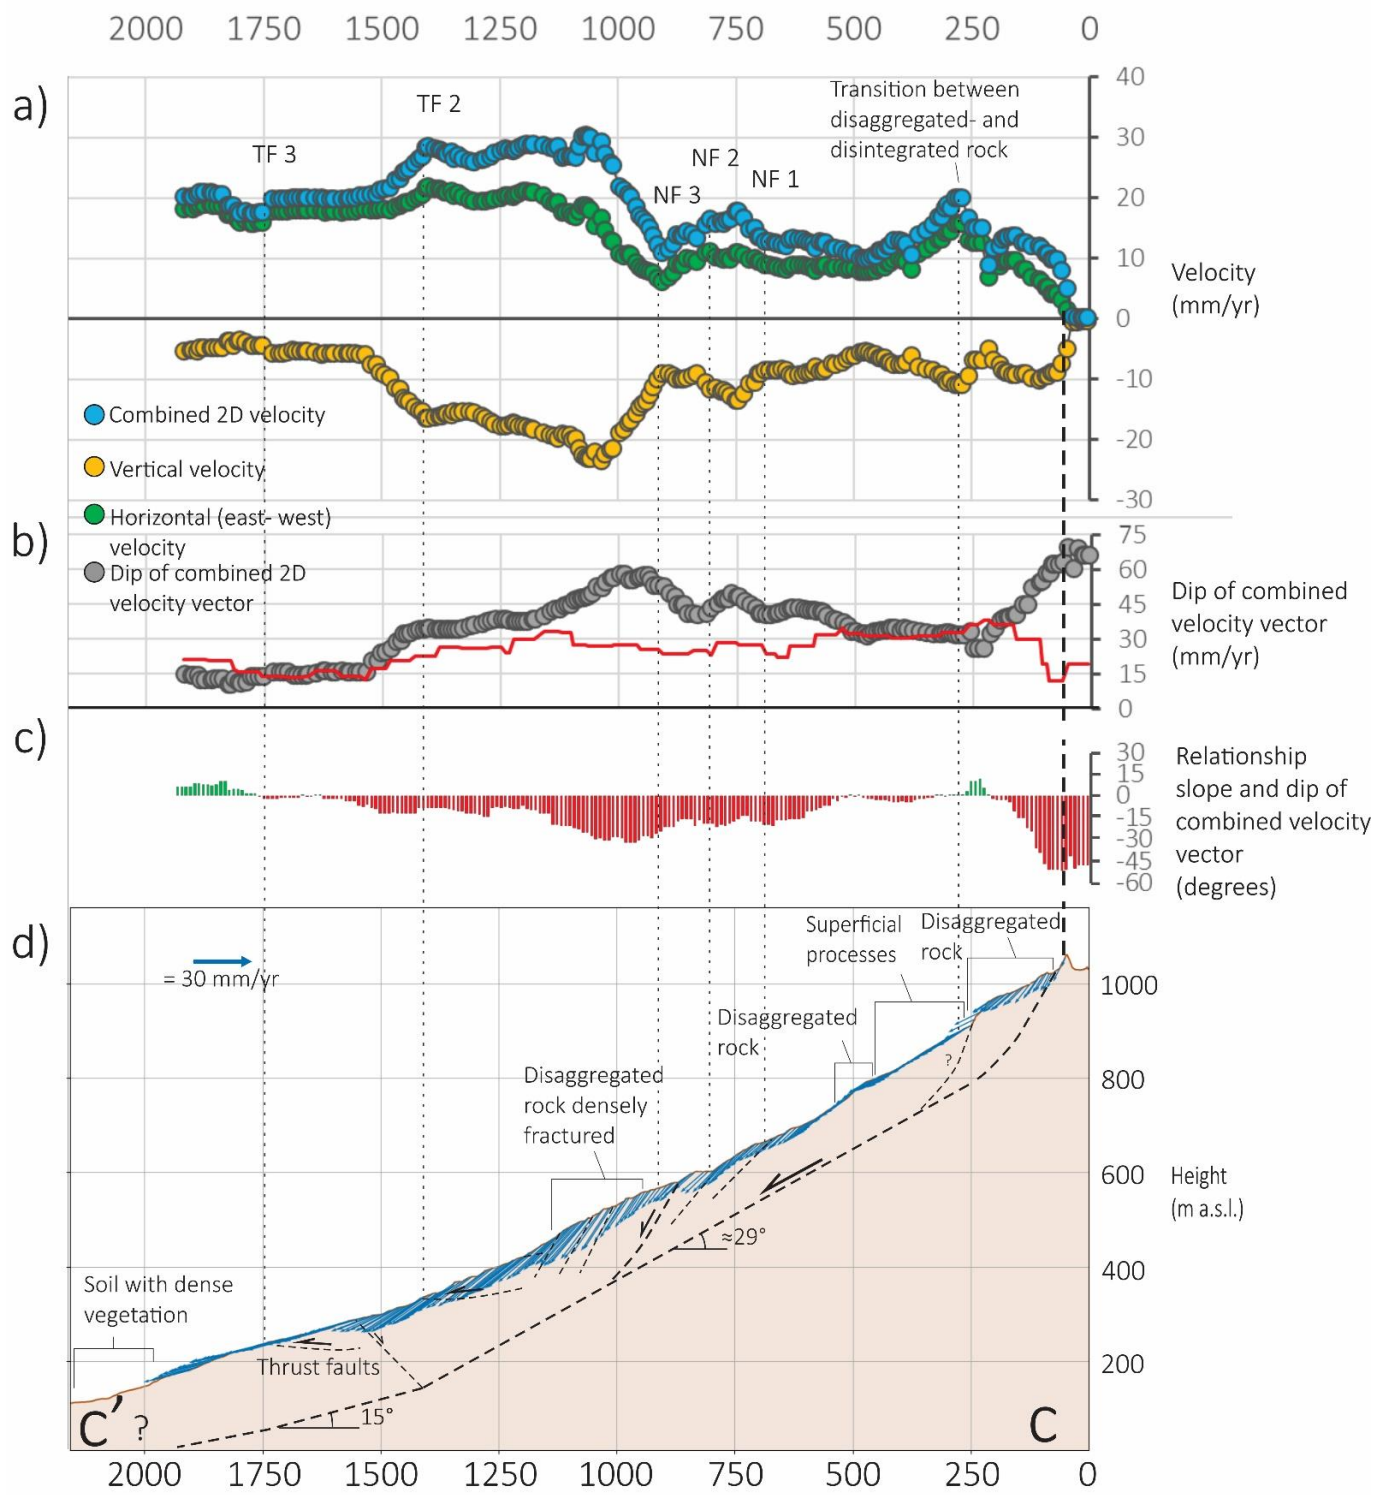 2000 1750 1500 1250 1000 750 500 250 0
a)
40
30
20
10
0
-10
-20
-30
TF 3
TF 2
NF 3
NF 2
NF 1
Transition between
disaggregated- and
disintegrated rock
Velocity
(mm/yr)
Combined 2D velocity
Vertical velocity
Horizontal (east- west)
velocity
Dip of combined 2D
velocity vector
b)
75
60
45
30
15
0
Dip of combined
velocity vector
(mm/yr)
c)
30
15
0
-15
-30
-45
-60
Relationship
slope and dip of
combined velocity
vector
(degrees)
d)
= 30 mm/yr
Superficial
processes
Disaggregated
rock
Disaggregated
rock
Disaggregated
rock densely
fractured
?
≈29°
Soil with dense
vegetation
Thrust faults
15°
C' ?
C
1000
800
600
400
200
Height
(m a.s.l.)
2000 1750 1500 1250 1000 750 500 250 0